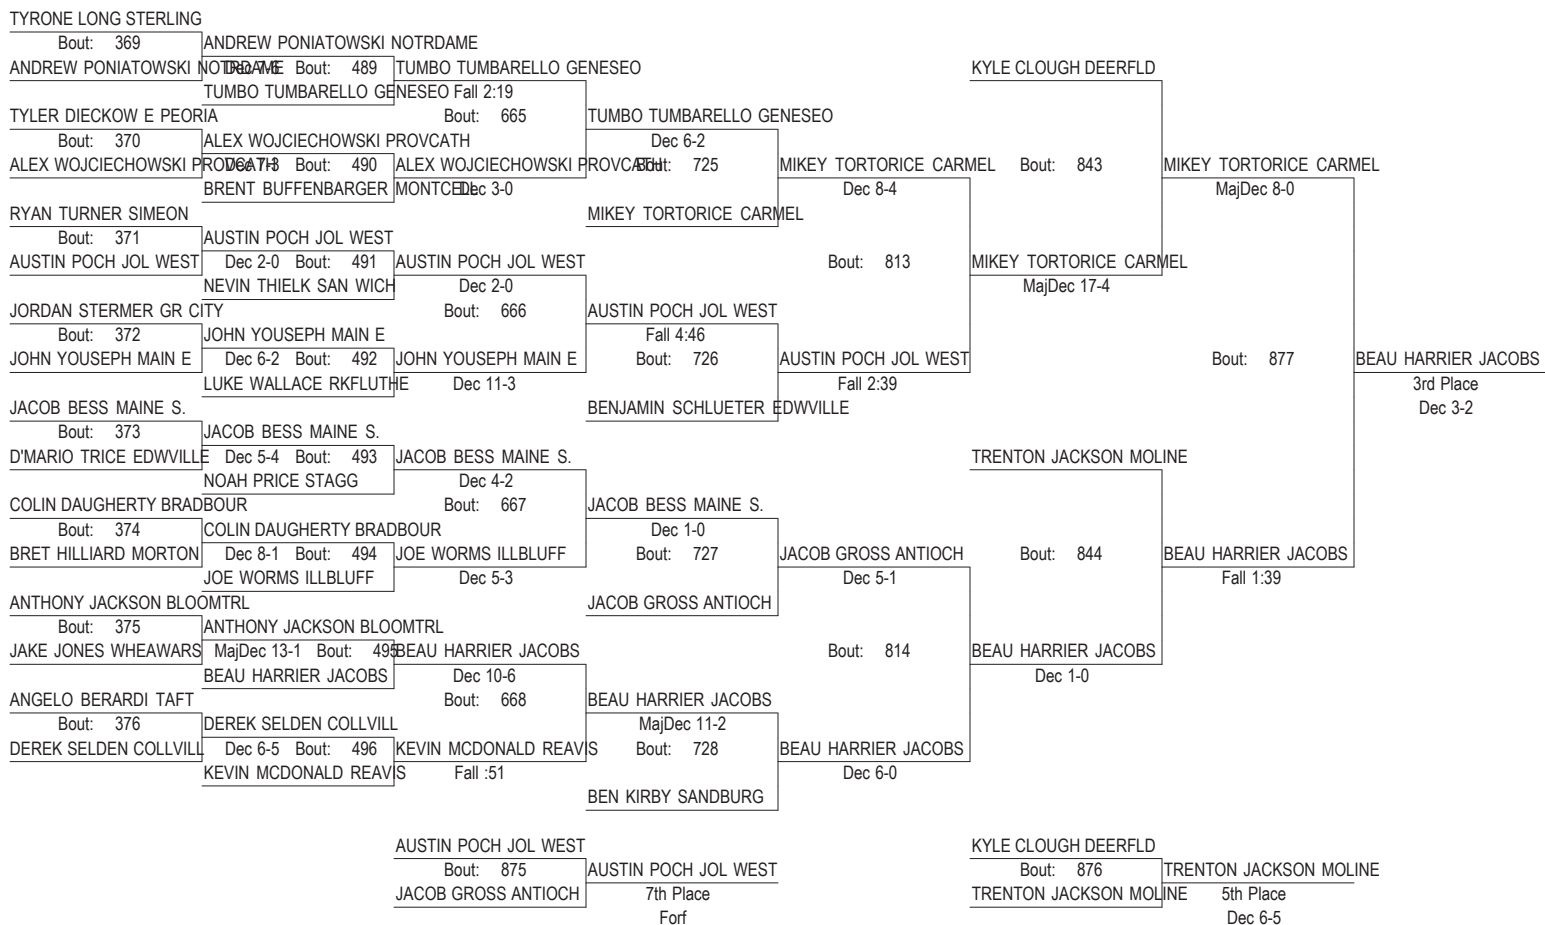 TYRONE LONG STERLING
Bout: 369 ANDREW PONIATOWSKI NOTRDAME
ANDREW PONIATOWSKI NOTRDAME Dec 7-6 Bout: 489 TUMBO TUMBARELLO GENESEO KYLE CLOUGH DEERFLD
TUMBO TUMBARELLO GENESEO Fall 2:19
TYLER DIECKOW E PEORIA Bout: 665 TUMBO TUMBARELLO GENESEO
Bout: 370 ALEX WOJCIECHOWSKI PROVCATH Dec 6-2
ALEX WOJCIECHOWSKI PROVCATH Dec 7-3 Bout: 490 ALEX WOJCIECHOWSKI PROVCATH Bout: 725 MIKEY TORTORICE CARMEL Bout: 843 MIKEY TORTORICE CARMEL
BRENT BUFFENBARGER MONTCELL Dec 3-0 Dec 8-4 MajDec 8-0
RYAN TURNER SIMEON MIKEY TORTORICE CARMEL
Bout: 371 AUSTIN POCH JOL WEST
AUSTIN POCH JOL WEST Dec 2-0 Bout: 491 AUSTIN POCH JOL WEST Bout: 813 MIKEY TORTORICE CARMEL
NEVIN THIELK SAN WICH Dec 2-0 MajDec 17-4
JORDAN STERMER GR CITY Bout: 666 AUSTIN POCH JOL WEST
Bout: 372 JOHN YOUSEPH MAIN E Fall 4:46
JOHN YOUSEPH MAIN E Dec 6-2 Bout: 492 JOHN YOUSEPH MAIN E Bout: 726 AUSTIN POCH JOL WEST Bout: 877 BEAU HARRIER JACOBS
LUKE WALLACE RKFLUTHE Dec 11-3 Fall 2:39 3rd Place
JACOB BESS MAINE S. BENJAMIN SCHLUETER EDWVILLE Dec 3-2
Bout: 373 JACOB BESS MAINE S.
D'MARIO TRICE EDWVILLE Dec 5-4 Bout: 493 JACOB BESS MAINE S. TRENTON JACKSON MOLINE
NOAH PRICE STAGG Dec 4-2
COLIN DAUGHERTY BRADBOUR Bout: 667 JACOB BESS MAINE S.
Bout: 374 COLIN DAUGHERTY BRADBOUR Dec 1-0
BRET HILLIARD MORTON Dec 8-1 Bout: 494 JOE WORMS ILLBLUFF Bout: 727 JACOB GROSS ANTIOCH Bout: 844 BEAU HARRIER JACOBS
JOE WORMS ILLBLUFF Dec 5-3 Dec 5-1 Fall 1:39
ANTHONY JACKSON BLOOMTRL JACOB GROSS ANTIOCH
Bout: 375 ANTHONY JACKSON BLOOMTRL
JAKE JONES WHEAWARS MajDec 13-1 Bout: 495 BEAU HARRIER JACOBS Bout: 814 BEAU HARRIER JACOBS
BEAU HARRIER JACOBS Dec 10-6 Dec 1-0
ANGELO BERARDI TAFT Bout: 668 BEAU HARRIER JACOBS
Bout: 376 DEREK SELDEN COLLVILL MajDec 11-2
DEREK SELDEN COLLVILL Dec 6-5 Bout: 496 KEVIN MCDONALD REAVIS Bout: 728 BEAU HARRIER JACOBS
KEVIN MCDONALD REAVIS Fall :51 Dec 6-0
BEN KIRBY SANDBURG
AUSTIN POCH JOL WEST KYLE CLOUGH DEERFLD
Bout: 875 AUSTIN POCH JOL WEST Bout: 876 TRENTON JACKSON MOLINE
JACOB GROSS ANTIOCH 7th Place TRENTON JACKSON MOLINE 5th Place
Forf Dec 6-5